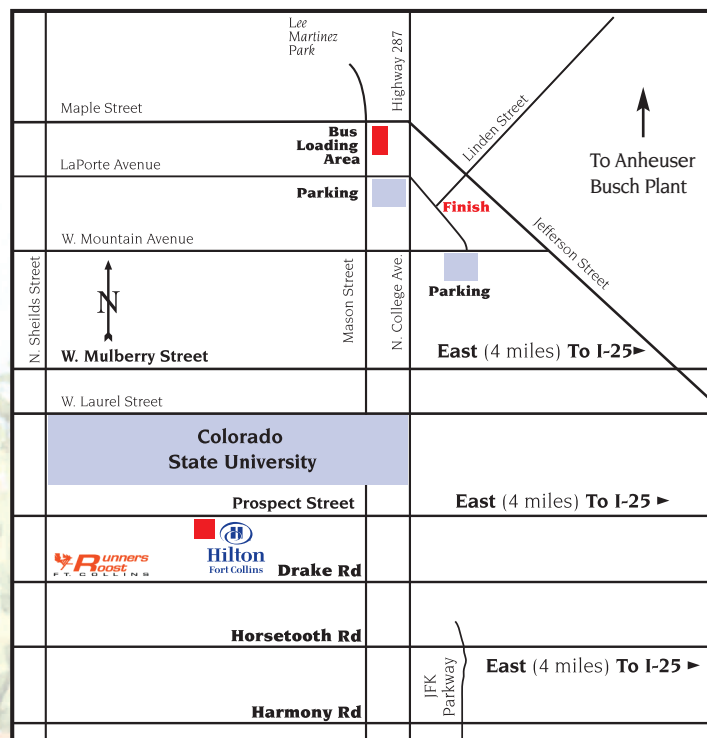 Lee
Martinez
Park
Highway 287
Maple Street
Bus
Loading
Area
Linden Street
To Anheuser
Busch Plant
LaPorte Avenue
Parking
Finish
Jefferson Street
W. Mountain Avenue
N. Sheilds Street
N
Mason Street
N. College Ave.
Parking
W. Mulberry Street
East (4 miles) To I-25
W. Laurel Street
Colorado
State University
Prospect Street
East (4 miles) To I-25
Runners
Roost
FT. COLLINS
Hilton
Fort Collins
Drake Rd
Horsetooth Rd
JFK
Parkway
East (4 miles) To I-25
Harmony Rd